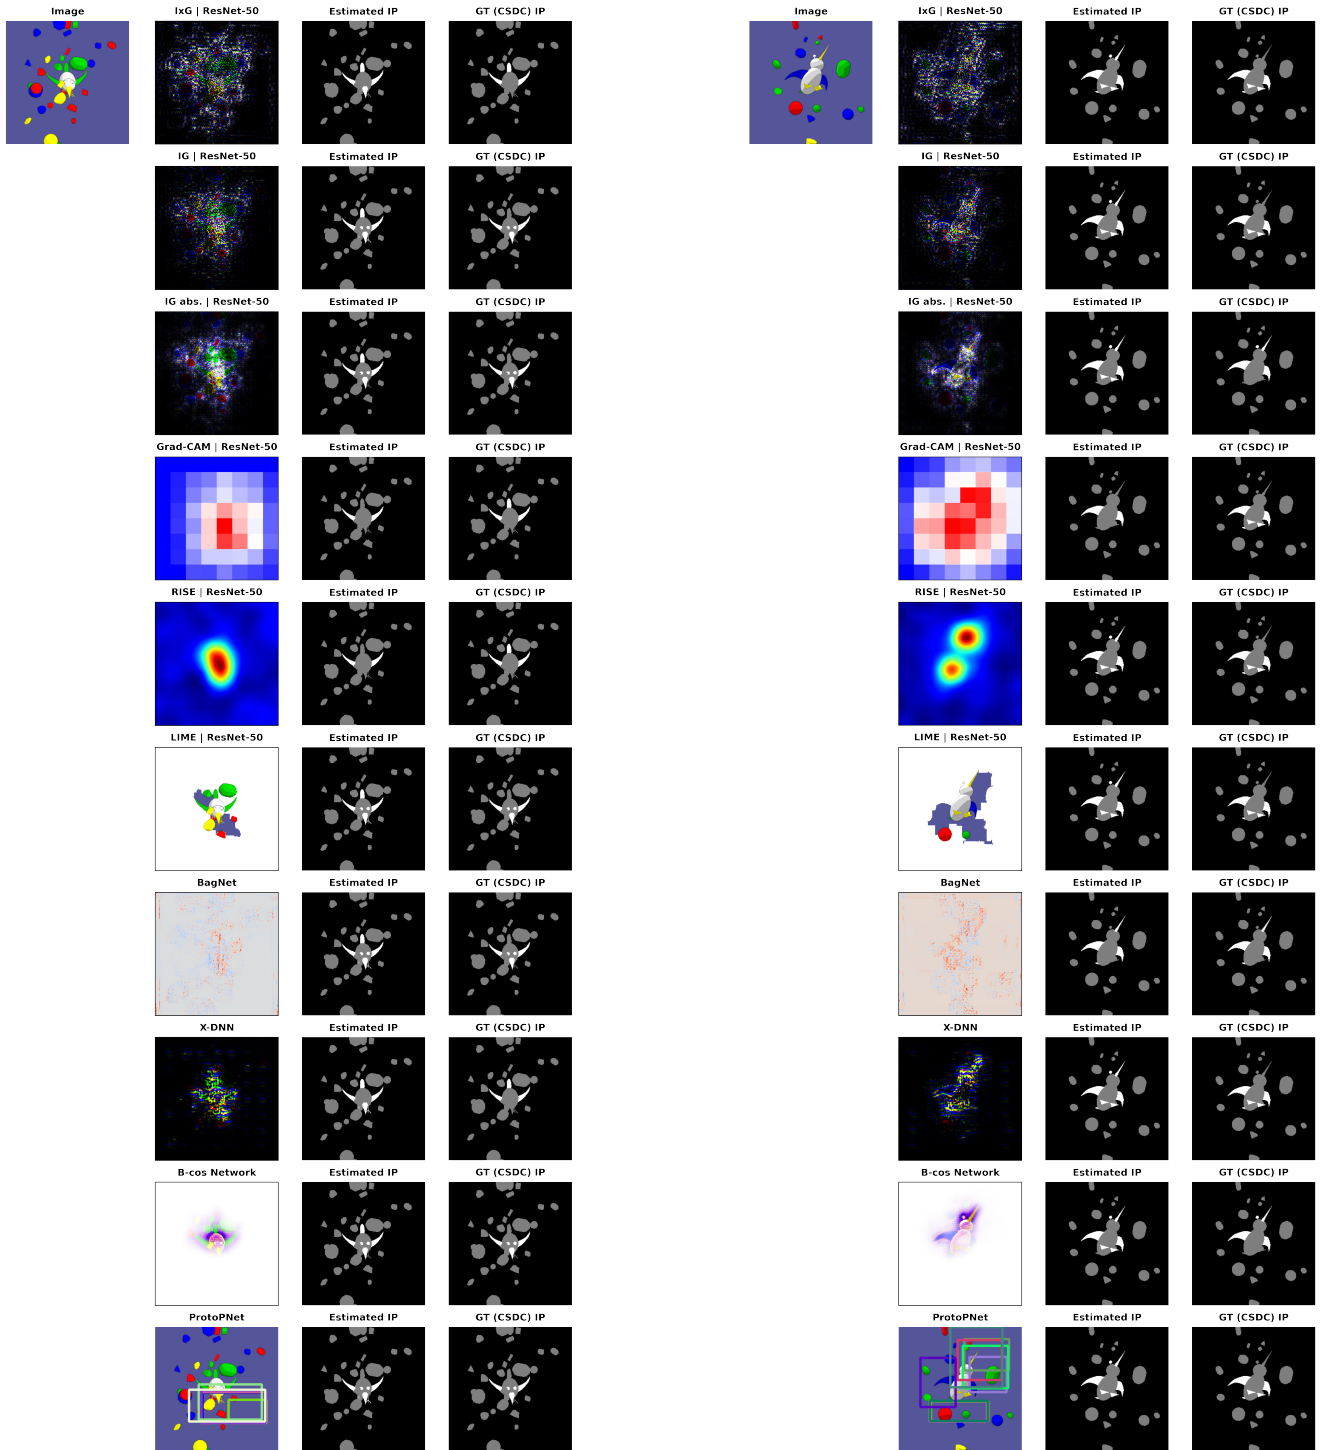 Image IxG | ResNet-50 Estimated IP GT (CSDC) IP Image IxG | ResNet-50 Estimated IP GT (CSDC) IP
IG | ResNet-50 Estimated IP GT (CSDC) IP IG | ResNet-50 Estimated IP GT (CSDC) IP
IG abs. | ResNet-50 Estimated IP GT (CSDC) IP IG abs. | ResNet-50 Estimated IP GT (CSDC) IP
Grad-CAM | ResNet-50 Estimated IP GT (CSDC) IP Grad-CAM | ResNet-50 Estimated IP GT (CSDC) IP
RISE | ResNet-50 Estimated IP GT (CSDC) IP RISE | ResNet-50 Estimated IP GT (CSDC) IP
LIME | ResNet-50 Estimated IP GT (CSDC) IP LIME | ResNet-50 Estimated IP GT (CSDC) IP
BagNet Estimated IP GT (CSDC) IP BagNet Estimated IP GT (CSDC) IP
X-DNN Estimated IP GT (CSDC) IP X-DNN Estimated IP GT (CSDC) IP
B-cos Network Estimated IP GT (CSDC) IP B-cos Network Estimated IP GT (CSDC) IP
ProtoPNet Estimated IP GT (CSDC) IP ProtoPNet Estimated IP GT (CSDC) IP